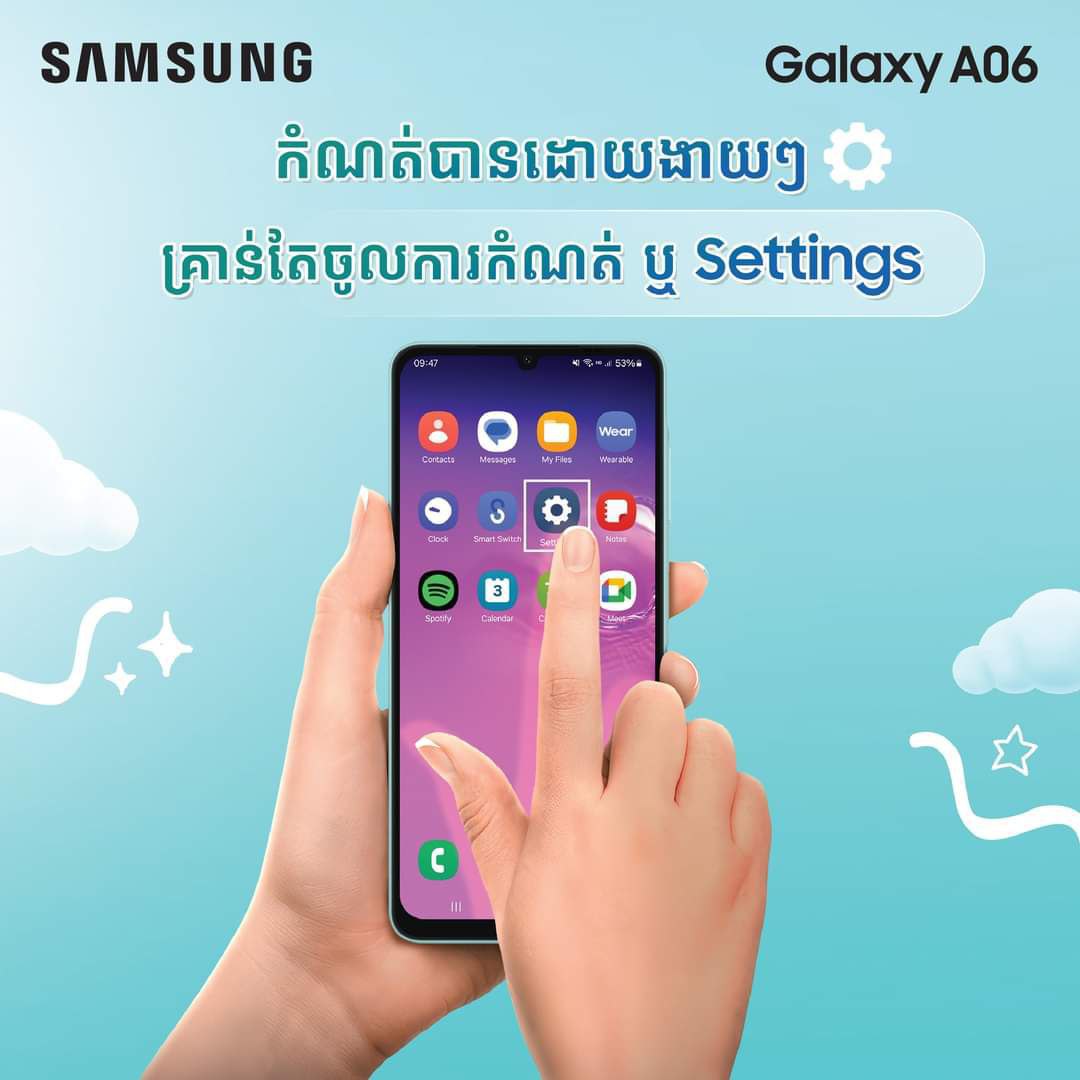 SAMSUNG
Galaxy A06
កំណត់បានដោយងាយៗ
គ្រាន់តែចូលការកំណត់ ឬ Settings
09:47
53%
Wear
Contacts
Messages
My Files
Wearable
Clock
Smart Switch
Notes
3
Spotify
Calendar
Meet